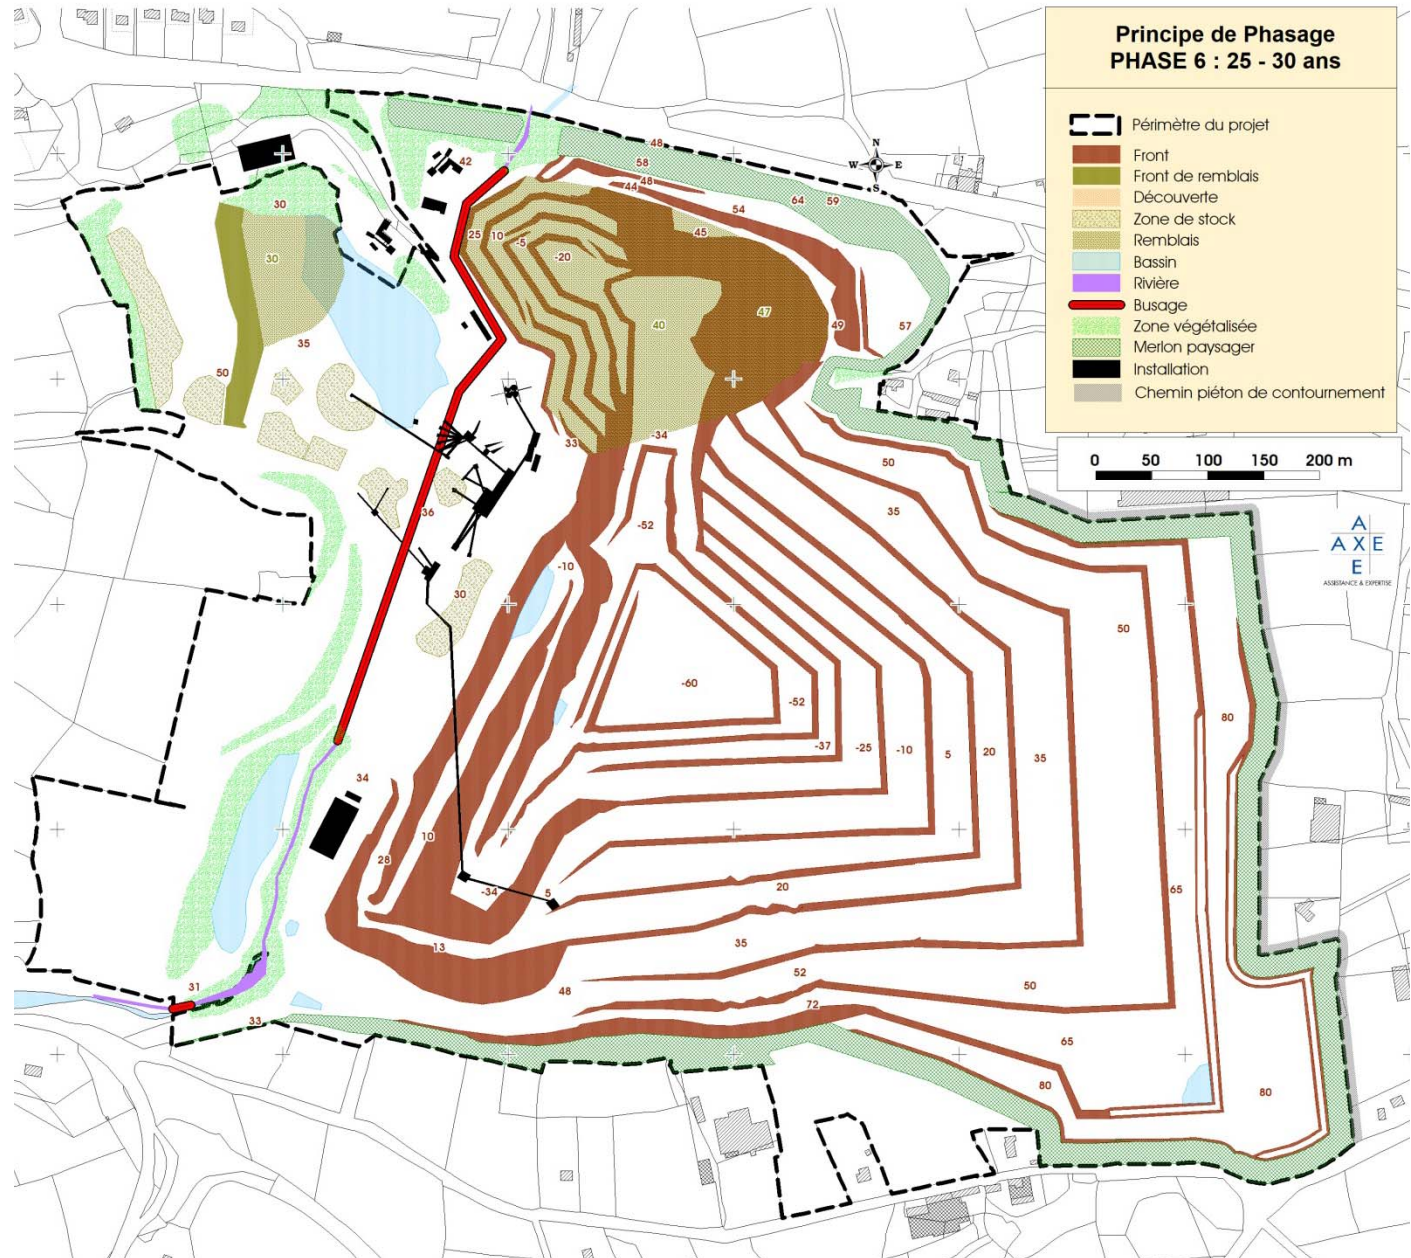 Principe de Phasage
PHASE 6 : 25 - 30 ans
Périmètre du projet
Front
Front de remblais
Découverte
Zone de stock
Remblais
Bassin
Rivière
Busage
Zone végétalisée
Merlon paysager
Installation
Chemin piéton de contournement
0 50 100 150 200 m
N
W E
S
A
A X E
E
ASSISTANCE & EXPERTISE
48
42
58
48
44
64
59
54
30
25
10
-5
45
-20
30
40
47
49
57
35
50
33
-34
50
35
36
-52
-10
30
50
-60
-52
80
-37
-25
-10
5
20
35
34
10
28
-34
5
20
65
13
35
52
50
31
48
72
33
65
80
80